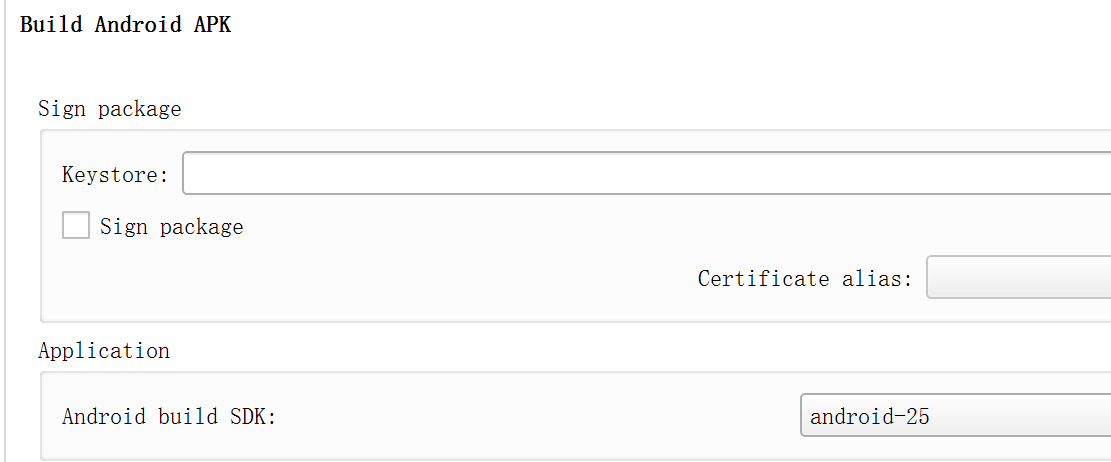 Build Android APK
Sign package
Keystore:
Sign package
Certificate alias:
Application
Android build SDK: android-25